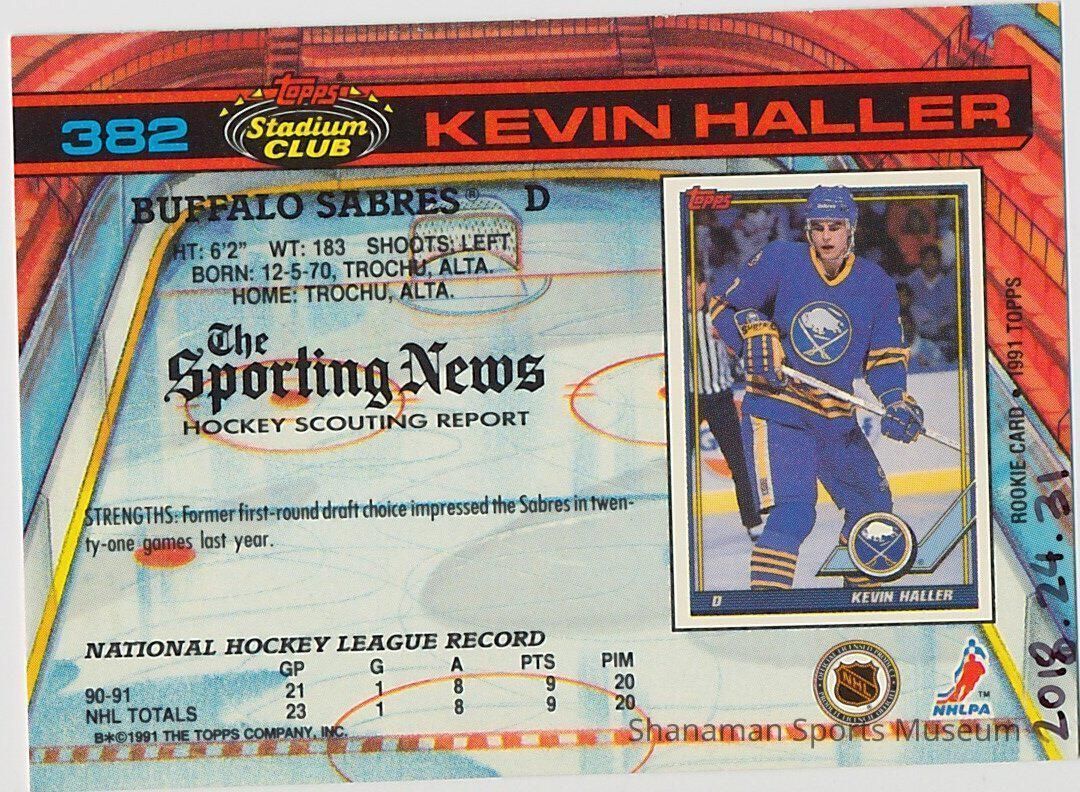 382
Topps
Stadium
CLUB
KEVIN HALLER
BUFFALO SABRES® D
HT: 6'2" WT: 183 SHOOTS: LEFT
BORN: 12-5-70, TROCHU, ALTA.
HOME: TROCHU, ALTA.
The
Sporting News
HOCKEY SCOUTING REPORT
STRENGTHS: Former first-round draft choice impressed the Sabres in twen-
ty-one games last year.
NATIONAL HOCKEY LEAGUE RECORD
GP G A PTS PIM
90-91 21 1 8 9 20
NHL TOTALS 23 1 8 9 20
B*©1991 THE TOPPS COMPANY, INC.
Topps
D KEVIN HALLER
ROOKIE CARD • 1991 TOPPS
2018.24.31
NHL
NHLPA
TM
Shanaman Sports Museum